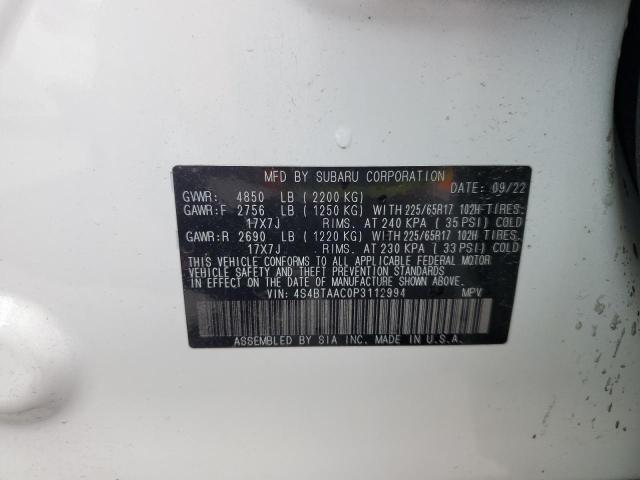 MFD BY SUBARU CORPORATION
DATE: 09/22
GVWR: 4850 LB (2200 KG)
GAWR:F 2756 LB (1250 KG) WITH 225/65R17 102H TIRES.
17X7J RIMS. AT 240 KPA (35 PSI) COLD
GAWR:R 2690 LB (1220 KG) WITH 225/65R17 102H TIRES.
17X7J RIMS. AT 230 KPA (33 PSI) COLD
THIS VEHICLE CONFORMS TO ALL APPLICABLE FEDERAL MOTOR
VEHICLE SAFETY AND BUMPER AND THEFT PREVENTION STANDARDS
IN EFFECT ON THE DATE OF MANUFACTURE SHOWN ABOVE.
VIN: 4S4BTAAC0P3112994 MPV
ASSEMBLED BY SIA INC. MADE IN U.S.A.